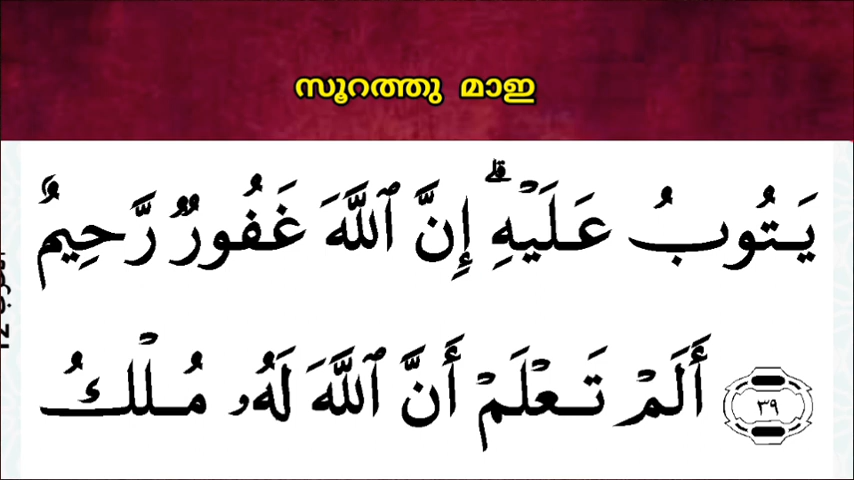 സൂറത്തു മാഇ
يَتُوبُ عَلَيْهِ ۗ إِنَّ ٱللَّهَ غَفُورٌ رَّحِيمٌ
٣٩ أَلَمْ تَعْلَمْ أَنَّ ٱللَّهَ لَهُۥ مُلْكُ